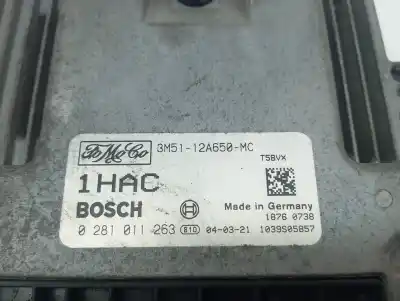 FoMoCo 3M51-12A650-MC
T5BVX
1HAC
BOSCH Made in Germany
1876 0738
0 281 011 263 810 04-03-21 1039S05857